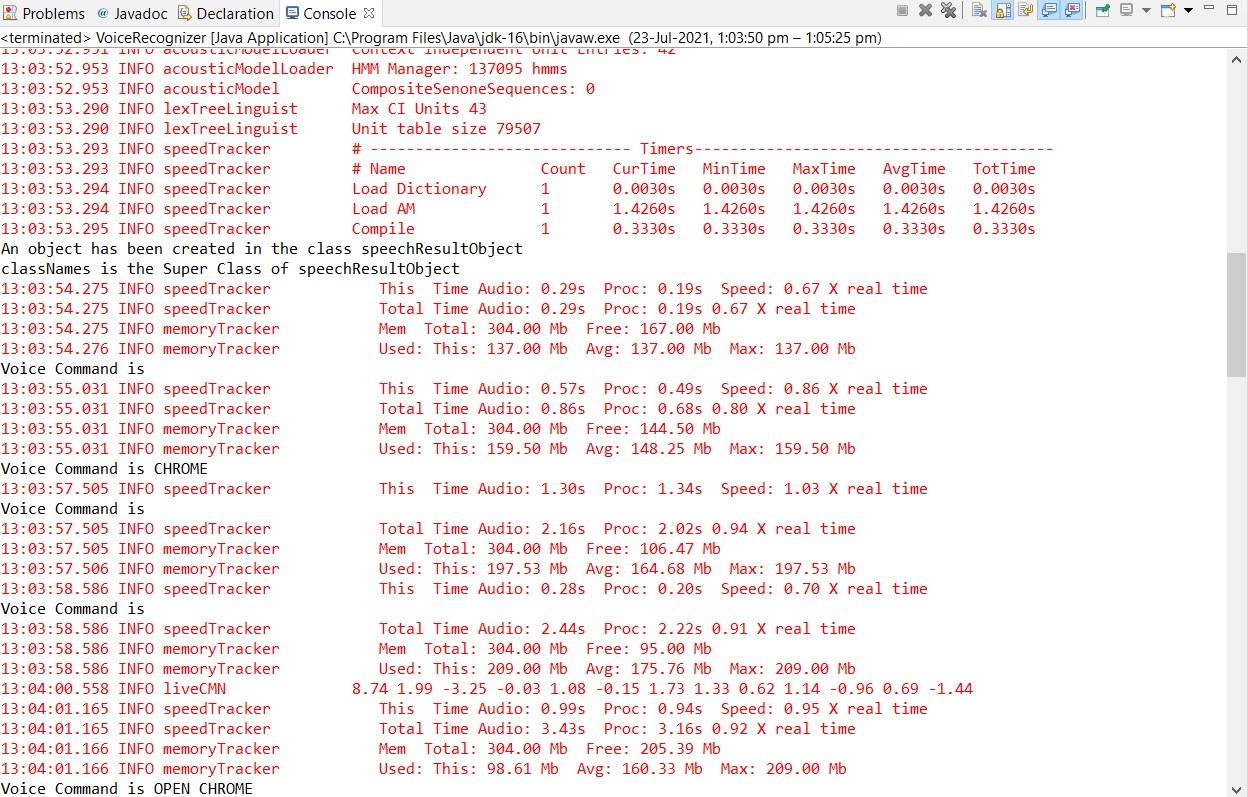 Problems @ Javadoc Declaration Console
<terminated> VoiceRecognizer [Java Application] C:\Program Files\Java\jdk-16\bin\javaw.exe (23-Jul-2021, 1:03:50 pm – 1:05:25 pm)
13:03:52.951 INFO acousticModelLoader  Context Independent Unit Entries: 42
13:03:52.953 INFO acousticModelLoader  HMM Manager: 137095 hmms
13:03:52.953 INFO acousticModel        CompositeSenoneSequences: 0
13:03:53.290 INFO lexTreeLinguist      Max CI Units 43
13:03:53.290 INFO lexTreeLinguist      Unit table size 79507
13:03:53.293 INFO speedTracker         # ----------------------------- Timers----------------------------------------
13:03:53.293 INFO speedTracker         # Name               Count   CurTime   MinTime   MaxTime   AvgTime   TotTime
13:03:53.294 INFO speedTracker         Load Dictionary      1       0.0030s   0.0030s   0.0030s   0.0030s   0.0030s
13:03:53.294 INFO speedTracker         Load AM              1       1.4260s   1.4260s   1.4260s   1.4260s   1.4260s
13:03:53.295 INFO speedTracker         Compile              1       0.3330s   0.3330s   0.3330s   0.3330s   0.3330s
An object has been created in the class speechResultObject
classNames is the Super Class of speechResultObject
13:03:54.275 INFO speedTracker            This  Time Audio: 0.29s  Proc: 0.19s  Speed: 0.67 X real time
13:03:54.275 INFO speedTracker            Total Time Audio: 0.29s  Proc: 0.19s 0.67 X real time
13:03:54.275 INFO memoryTracker           Mem  Total: 304.00 Mb  Free: 167.00 Mb
13:03:54.276 INFO memoryTracker           Used: This: 137.00 Mb  Avg: 137.00 Mb  Max: 137.00 Mb
Voice Command is
13:03:55.031 INFO speedTracker            This  Time Audio: 0.57s  Proc: 0.49s  Speed: 0.86 X real time
13:03:55.031 INFO speedTracker            Total Time Audio: 0.86s  Proc: 0.68s 0.80 X real time
13:03:55.031 INFO memoryTracker           Mem  Total: 304.00 Mb  Free: 144.50 Mb
13:03:55.031 INFO memoryTracker           Used: This: 159.50 Mb  Avg: 148.25 Mb  Max: 159.50 Mb
Voice Command is CHROME
13:03:57.505 INFO speedTracker            This  Time Audio: 1.30s  Proc: 1.34s  Speed: 1.03 X real time
Voice Command is
13:03:57.505 INFO speedTracker            Total Time Audio: 2.16s  Proc: 2.02s 0.94 X real time
13:03:57.505 INFO memoryTracker           Mem  Total: 304.00 Mb  Free: 106.47 Mb
13:03:57.506 INFO memoryTracker           Used: This: 197.53 Mb  Avg: 164.68 Mb  Max: 197.53 Mb
13:03:58.586 INFO speedTracker            This  Time Audio: 0.28s  Proc: 0.20s  Speed: 0.70 X real time
Voice Command is
13:03:58.586 INFO speedTracker            Total Time Audio: 2.44s  Proc: 2.22s 0.91 X real time
13:03:58.586 INFO memoryTracker           Mem  Total: 304.00 Mb  Free: 95.00 Mb
13:03:58.586 INFO memoryTracker           Used: This: 209.00 Mb  Avg: 175.76 Mb  Max: 209.00 Mb
13:04:00.558 INFO liveCMN              8.74 1.99 -3.25 -0.03 1.08 -0.15 1.73 1.33 0.62 1.14 -0.96 0.69 -1.44
13:04:01.165 INFO speedTracker            This  Time Audio: 0.99s  Proc: 0.94s  Speed: 0.95 X real time
13:04:01.165 INFO speedTracker            Total Time Audio: 3.43s  Proc: 3.16s 0.92 X real time
13:04:01.166 INFO memoryTracker           Mem  Total: 304.00 Mb  Free: 205.39 Mb
13:04:01.166 INFO memoryTracker           Used: This: 98.61 Mb  Avg: 160.33 Mb  Max: 209.00 Mb
Voice Command is OPEN CHROME